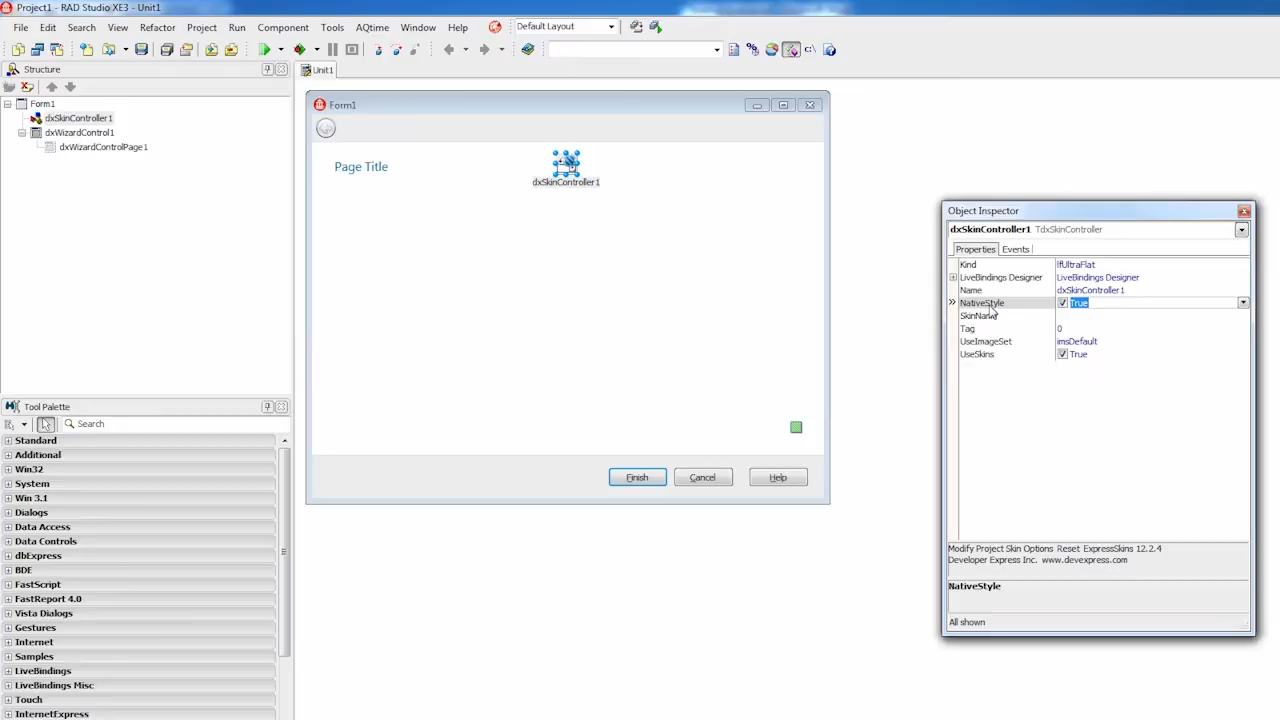 Project1 - RAD Studio XE3 - Unit1
File Edit Search View Refactor Project Run Component Tools AQtime Window Help
Default Layout
Structure
Unit1
Form1
dxSkinController1
dxWizardControl1
dxWizardControlPage1
Form1
Page Title
dxSkinController1
Finish Cancel Help
Tool Palette
Search
Standard
Additional
Win32
System
Win 3.1
Dialogs
Data Access
Data Controls
dbExpress
BDE
FastScript
FastReport 4.0
Vista Dialogs
Gestures
Internet
Samples
LiveBindings
LiveBindings Misc
Touch
InternetExpress
Object Inspector
dxSkinController1 TdxSkinController
Properties Events
Kind lfUltraFlat
LiveBindings Designer LiveBindings Designer
Name dxSkinController1
NativeStyle True
SkinName
Tag 0
UseImageSet imsDefault
UseSkins True
Modify Project Skin Options Reset ExpressSkins 12.2.4
Developer Express Inc. www.devexpress.com
NativeStyle
All shown